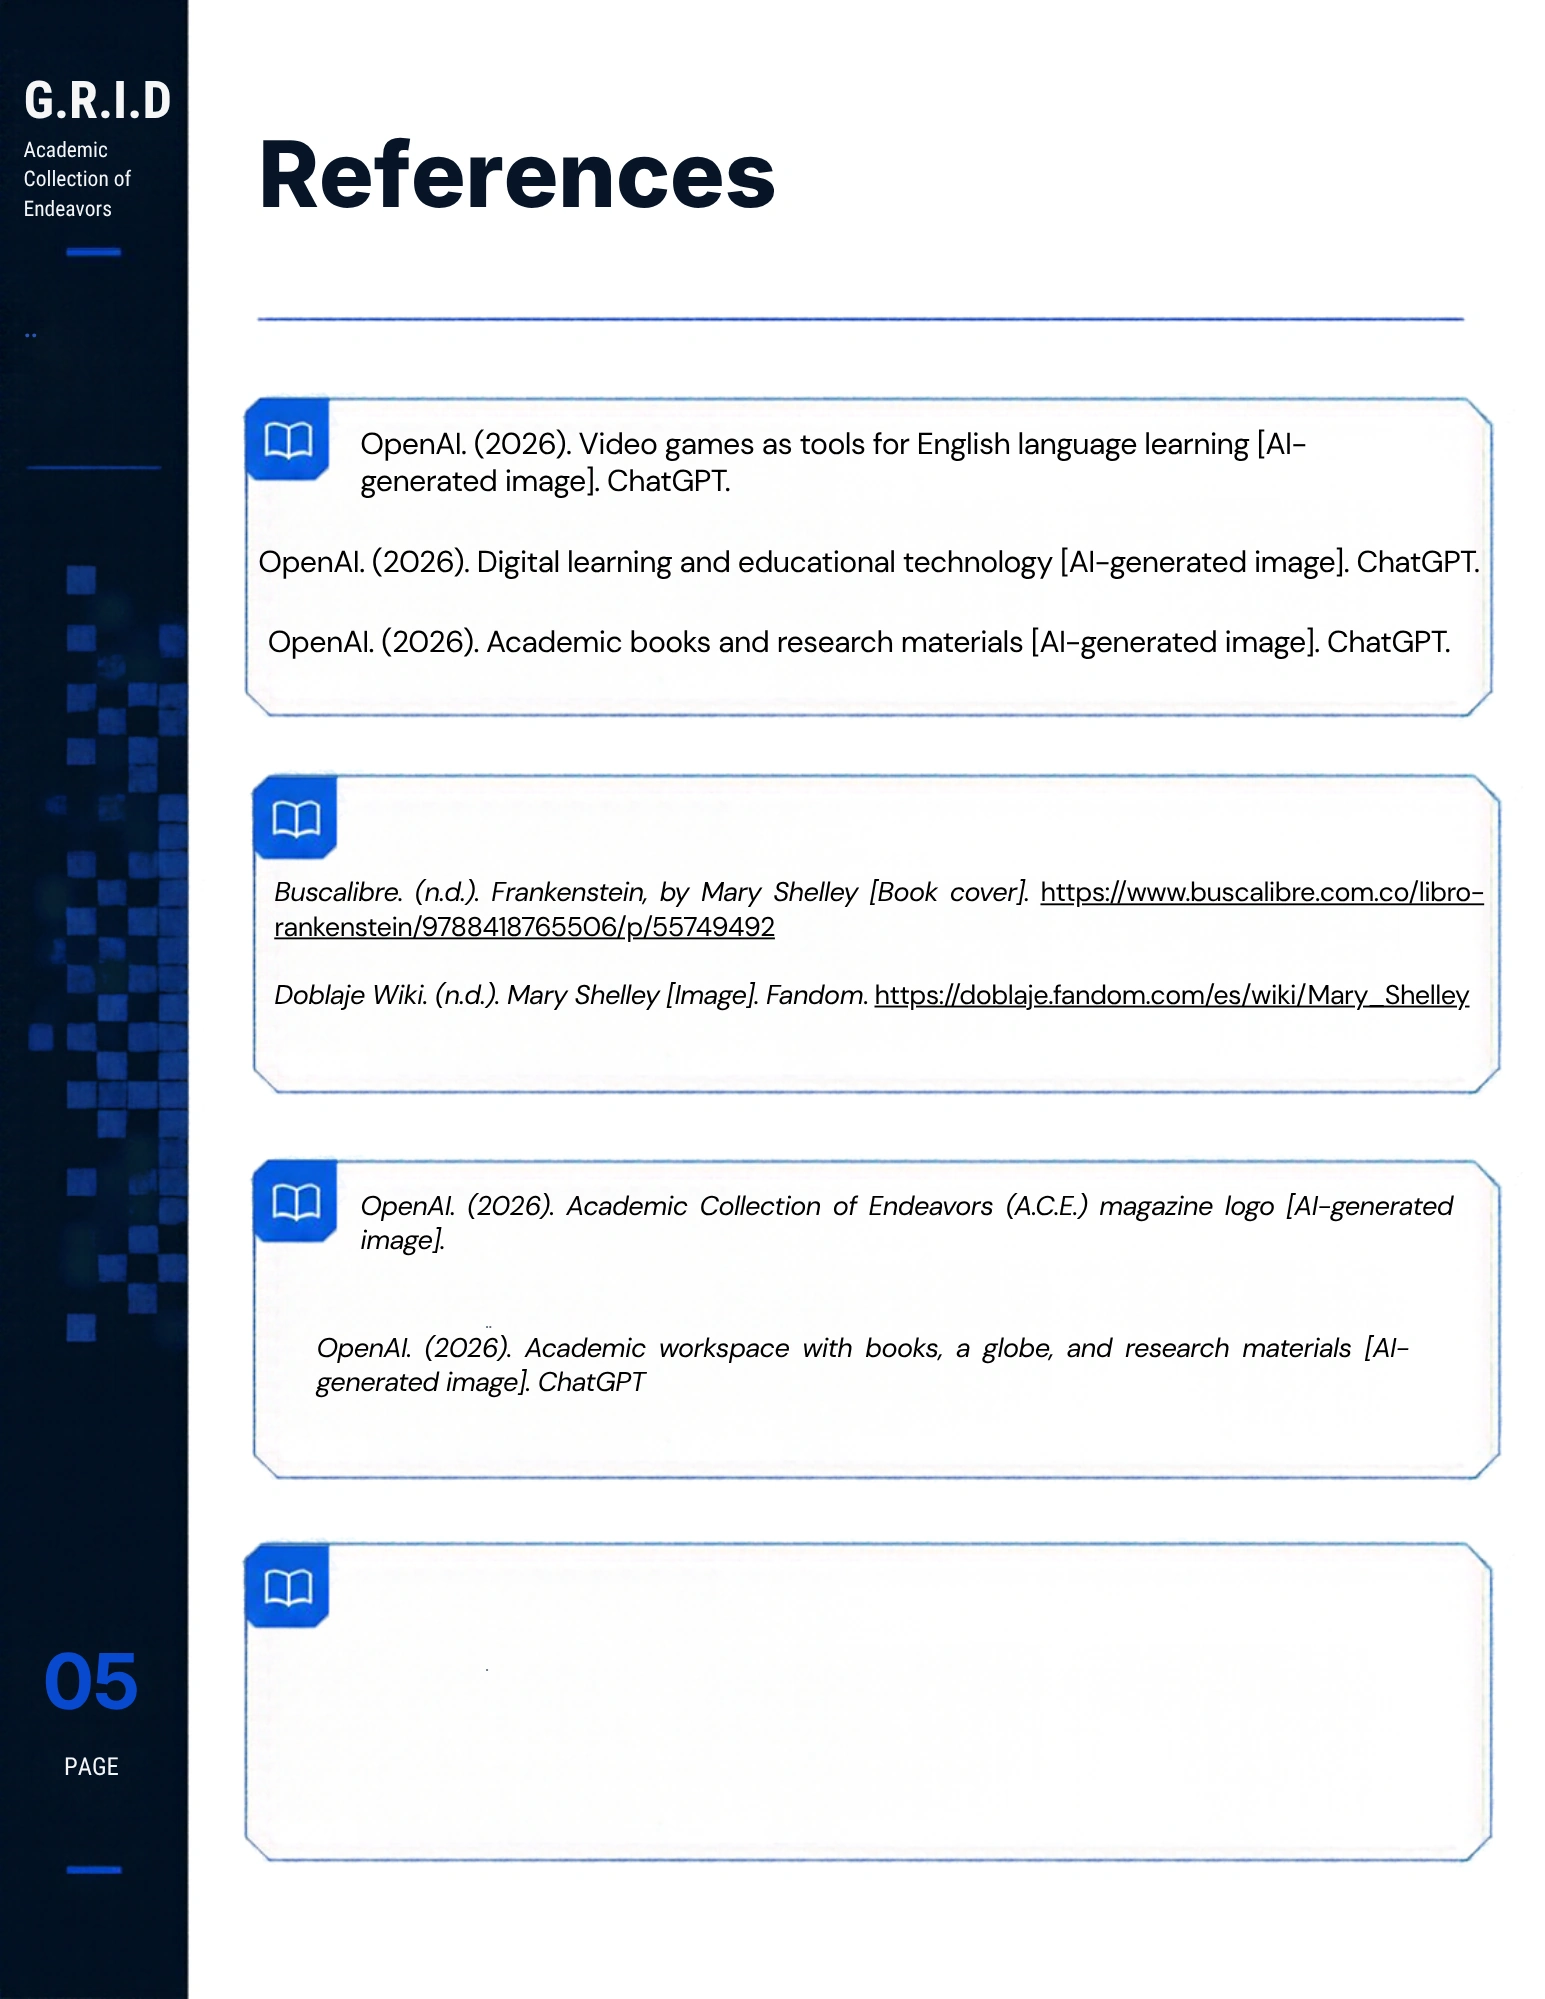 G.R.I.D
Academic
Collection of
Endeavors
References
OpenAI. (2026). Video games as tools for English language learning [AI-
generated image]. ChatGPT.
OpenAI. (2026). Digital learning and educational technology [AI-generated image]. ChatGPT.
OpenAI. (2026). Academic books and research materials [AI-generated image]. ChatGPT.
Buscalibre. (n.d.). Frankenstein, by Mary Shelley [Book cover]. https://www.buscalibre.com.co/libro-
rankenstein/9788418765506/p/55749492
Doblaje Wiki. (n.d.). Mary Shelley [Image]. Fandom. https://doblaje.fandom.com/es/wiki/Mary_Shelley
OpenAI. (2026). Academic Collection of Endeavors (A.C.E.) magazine logo [AI-generated
image].
OpenAI. (2026). Academic workspace with books, a globe, and research materials [AI-
generated image]. ChatGPT
05
PAGE